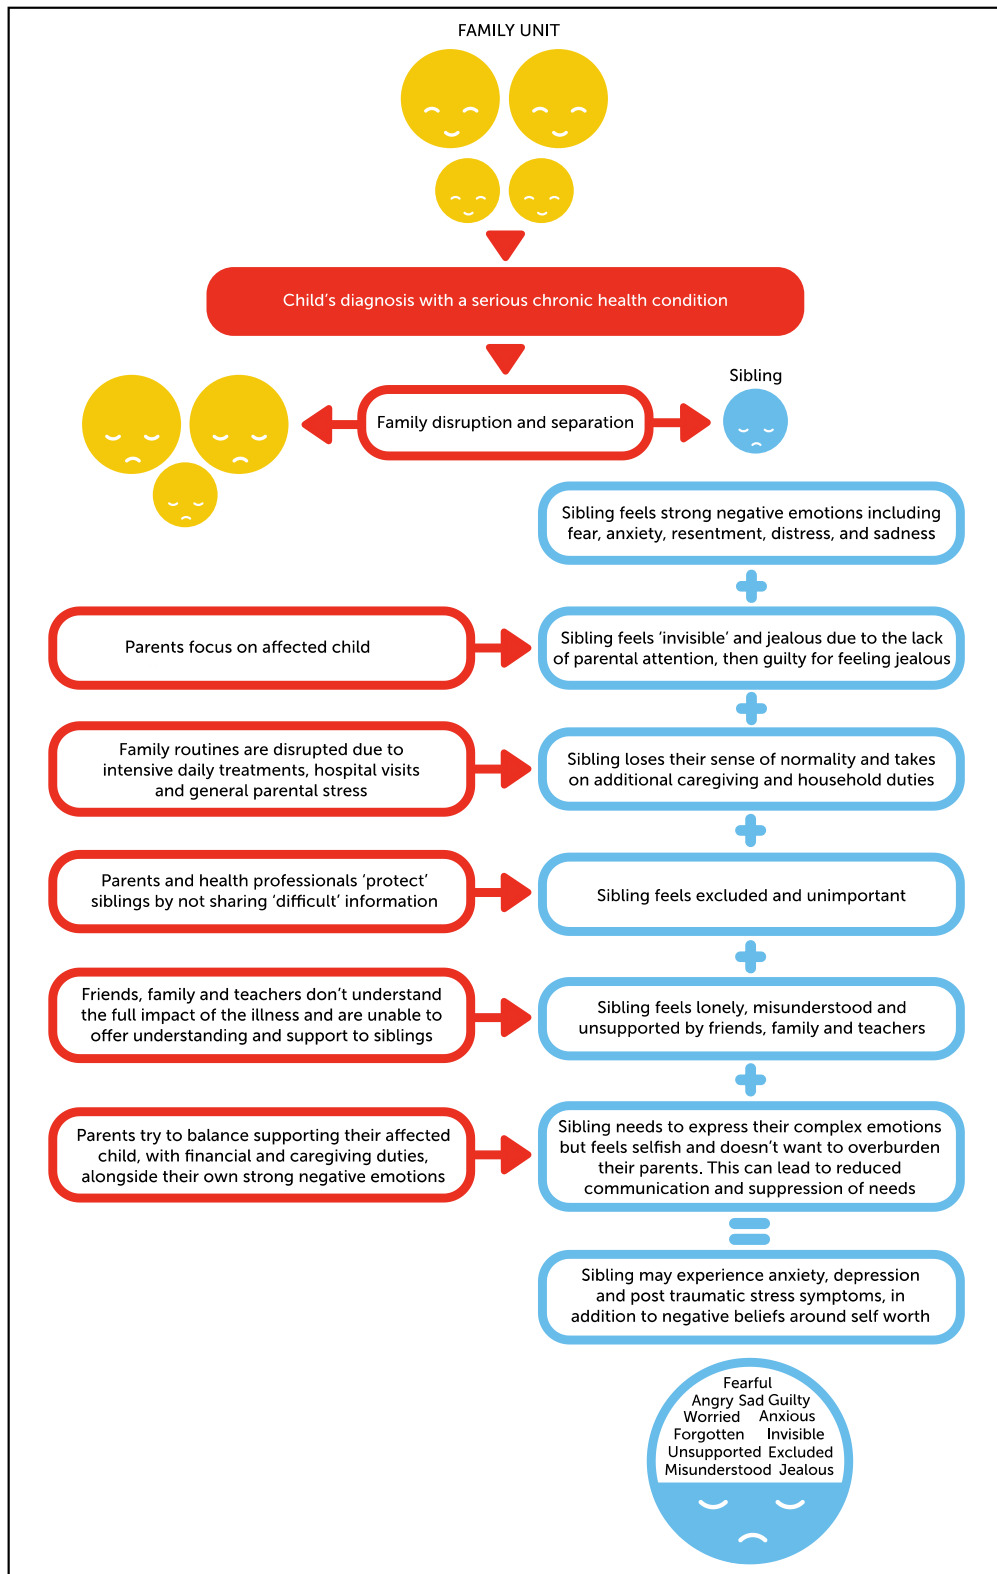 FAMILY UNIT
Child’s diagnosis with a serious chronic health condition
Family disruption and separation
Sibling
Sibling feels strong negative emotions including
fear, anxiety, resentment, distress, and sadness
Parents focus on affected child
Sibling feels ‘invisible’ and jealous due to the lack
of parental attention, then guilty for feeling jealous
Family routines are disrupted due to
intensive daily treatments, hospital visits
and general parental stress
Sibling loses their sense of normality and takes
on additional caregiving and household duties
Parents and health professionals ‘protect’
siblings by not sharing ‘difficult’ information
Sibling feels excluded and unimportant
Friends, family and teachers don’t understand
the full impact of the illness and are unable to
offer understanding and support to siblings
Sibling feels lonely, misunderstood and
unsupported by friends, family and teachers
Parents try to balance supporting their affected
child, with financial and caregiving duties,
alongside their own strong negative emotions
Sibling needs to express their complex emotions
but feels selfish and doesn’t want to overburden
their parents. This can lead to reduced
communication and suppression of needs
Sibling may experience anxiety, depression
and post traumatic stress symptoms, in
addition to negative beliefs around self worth
Fearful
Angry Sad Guilty
Worried Anxious
Forgotten Invisible
Unsupported Excluded
Misunderstood Jealous